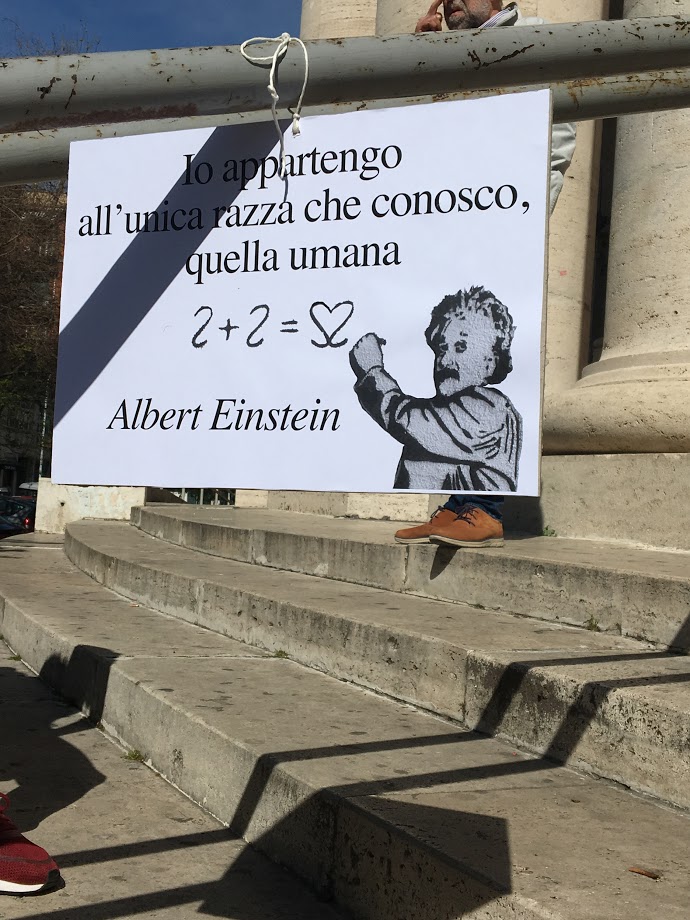 Io appartengo
all'unica razza che conosco,
quella umana
2 + 2 = ♡
Albert Einstein